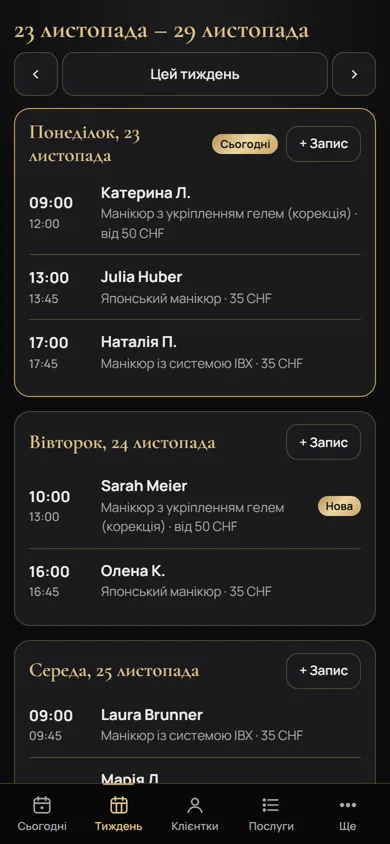 23 листопада – 29 листопада
Цей тиждень
Понеділок, 23
листопада
Сьогодні
+ Запис
09:00
12:00
Катерина Л.
Манікюр з укріпленням гелем (корекція) ·
від 50 CHF
13:00
13:45
Julia Huber
Японський манікюр · 35 CHF
17:00
17:45
Наталія П.
Манікюр із системою IBX · 35 CHF
Вівторок, 24 листопада
+ Запис
10:00
13:00
Sarah Meier
Манікюр з укріпленням гелем
(корекція) · від 50 CHF
Нова
16:00
16:45
Олена К.
Японський манікюр · 35 CHF
Середа, 25 листопада
+ Запис
09:00
09:45
Laura Brunner
Манікюр із системою IBX · 35 CHF
Марія Л
Сьогодні
Тиждень
Клієнтки
Послуги
Ще